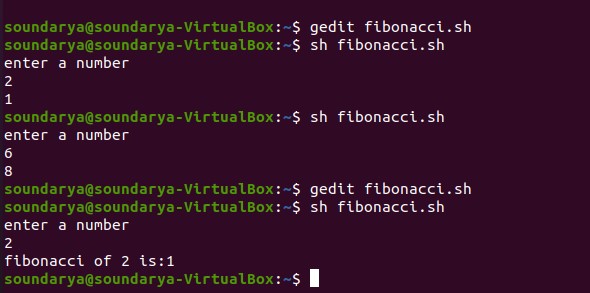 soundarya@soundarya-VirtualBox:~$ gedit fibonacci.sh
soundarya@soundarya-VirtualBox:~$ sh fibonacci.sh
enter a number
2
1
soundarya@soundarya-VirtualBox:~$ sh fibonacci.sh
enter a number
6
8
soundarya@soundarya-VirtualBox:~$ gedit fibonacci.sh
soundarya@soundarya-VirtualBox:~$ sh fibonacci.sh
enter a number
2
fibonacci of 2 is:1
soundarya@soundarya-VirtualBox:~$